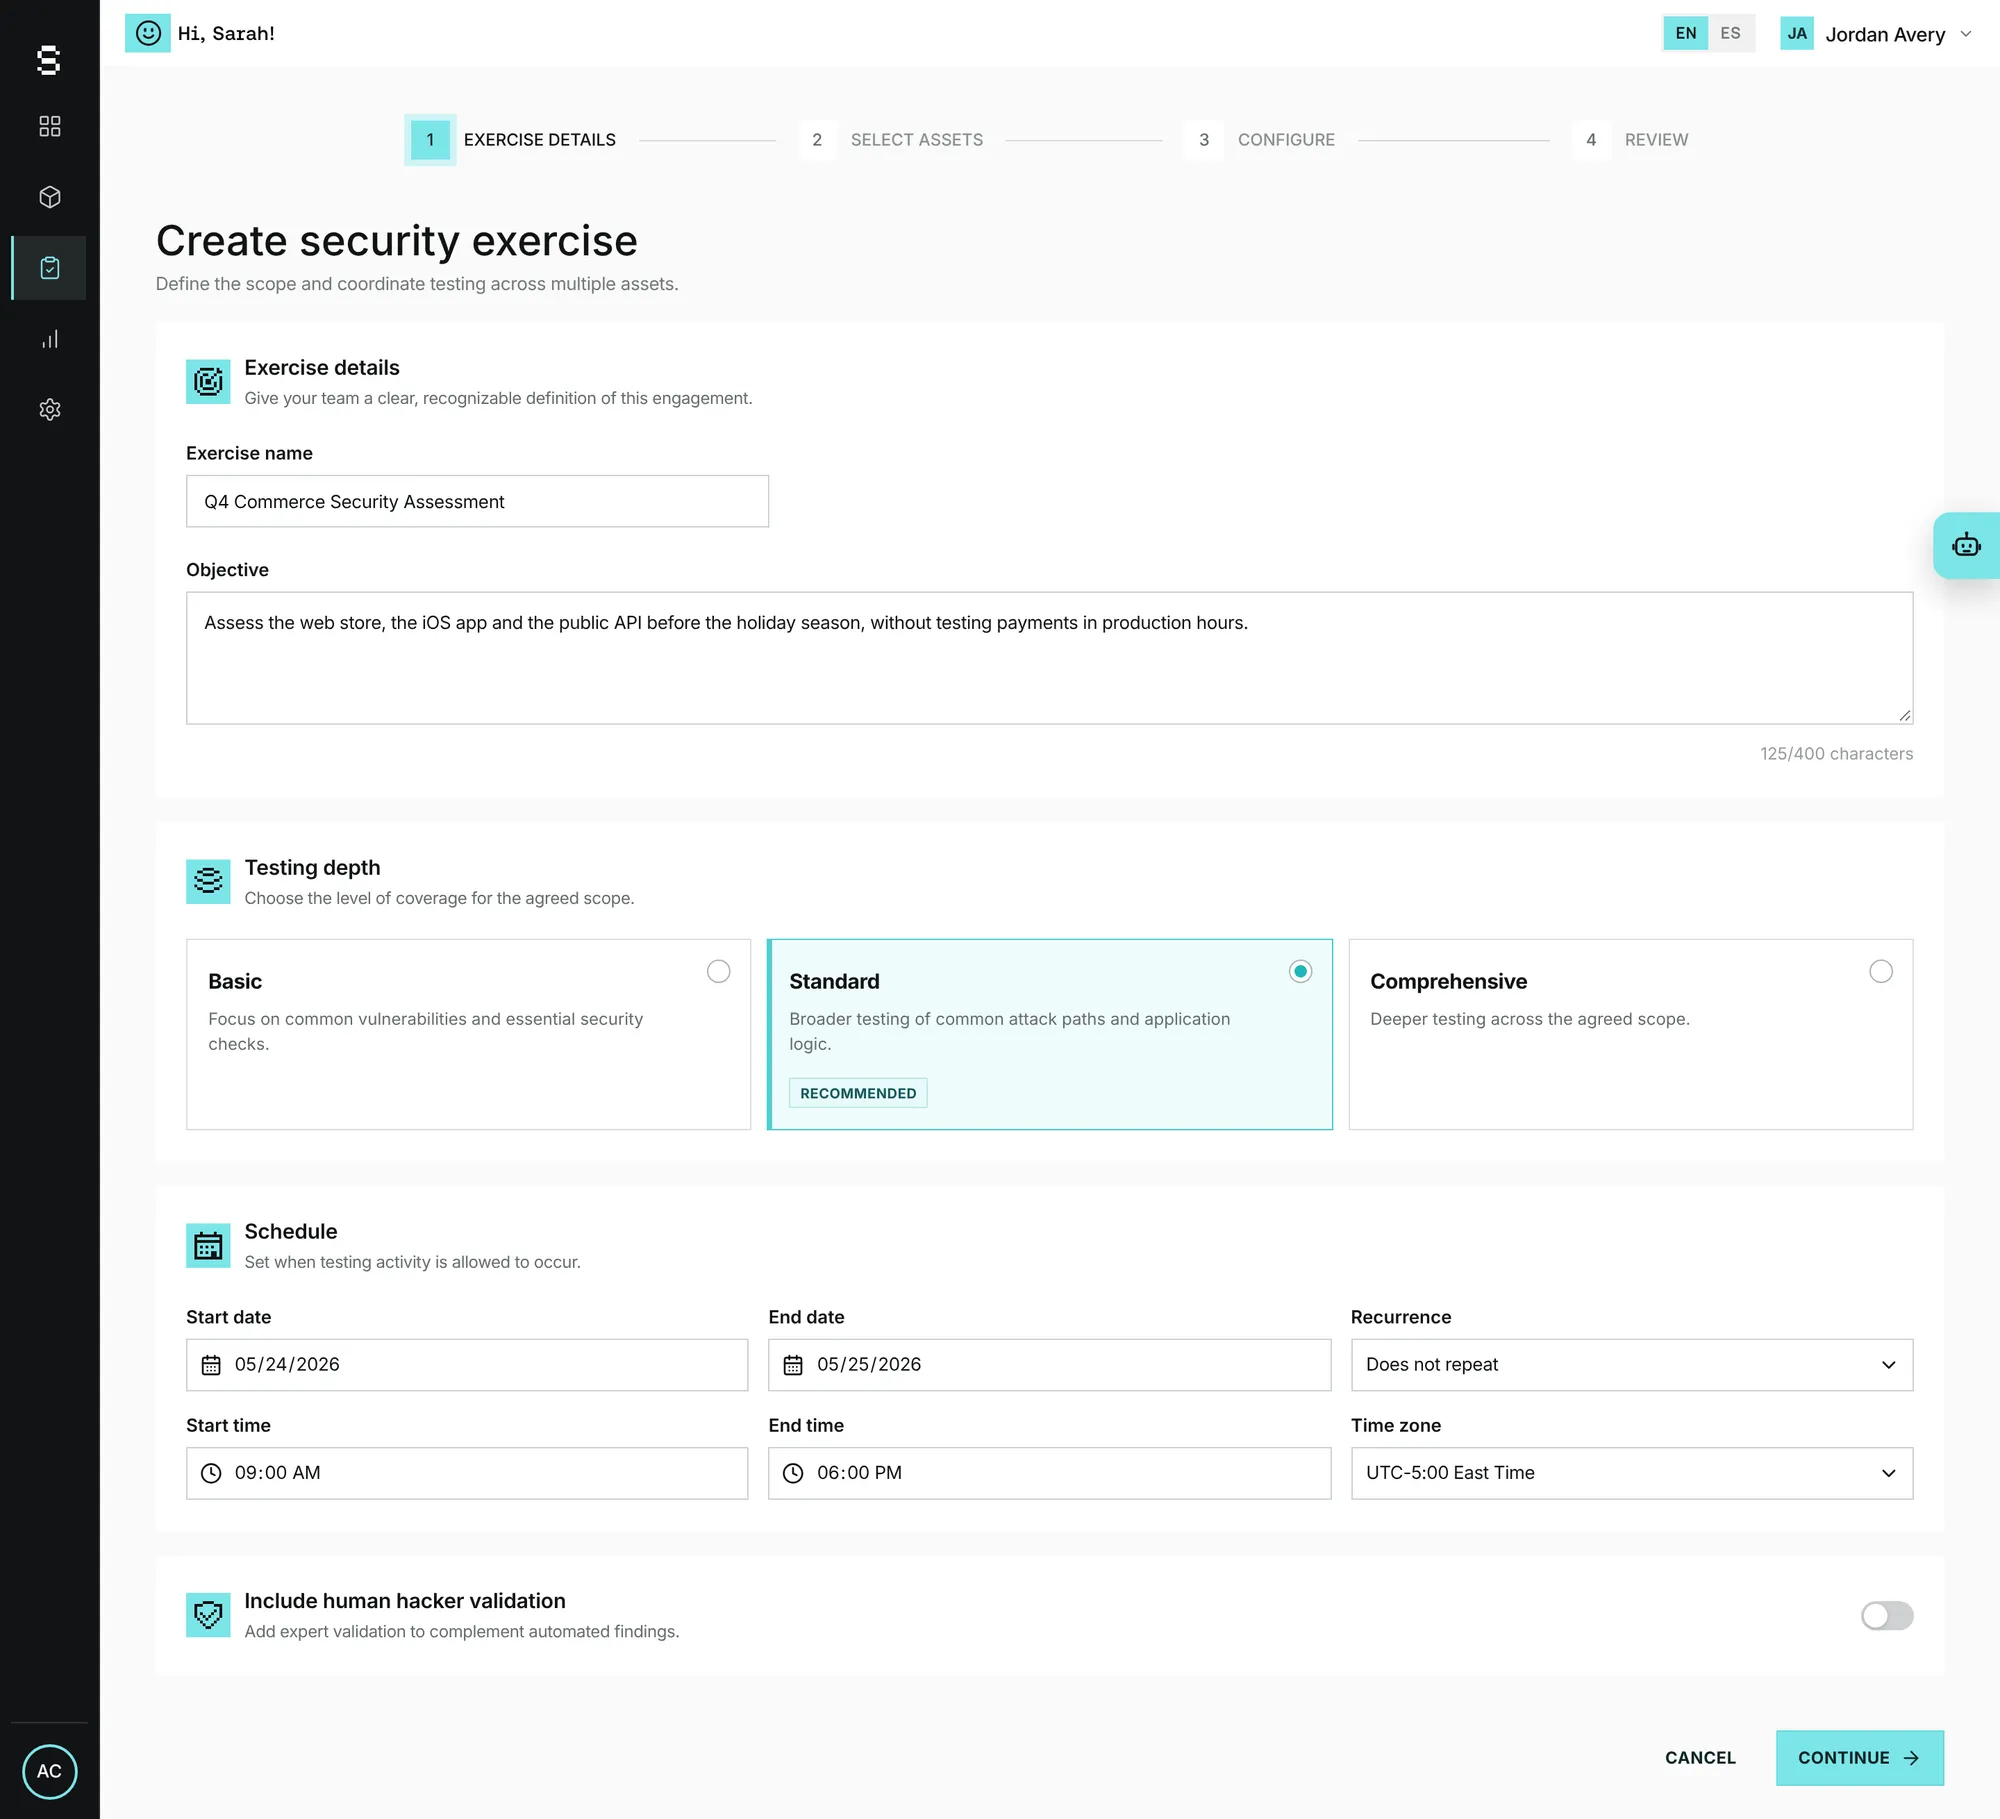 Hi, Sarah!
EN ES
JA Jordan Avery
1 EXERCISE DETAILS
2 SELECT ASSETS
3 CONFIGURE
4 REVIEW
Create security exercise
Define the scope and coordinate testing across multiple assets.
Exercise details
Give your team a clear, recognizable definition of this engagement.
Exercise name
Q4 Commerce Security Assessment
Objective
Assess the web store, the iOS app and the public API before the holiday season, without testing payments in production hours.
125/400 characters
Testing depth
Choose the level of coverage for the agreed scope.
Basic
Focus on common vulnerabilities and essential security
checks.
Standard
Broader testing of common attack paths and application
logic.
RECOMMENDED
Comprehensive
Deeper testing across the agreed scope.
Schedule
Set when testing activity is allowed to occur.
Start date
05/24/2026
End date
05/25/2026
Recurrence
Does not repeat
Start time
09:00 AM
End time
06:00 PM
Time zone
UTC-5:00 East Time
Include human hacker validation
Add expert validation to complement automated findings.
CANCEL
CONTINUE
AC